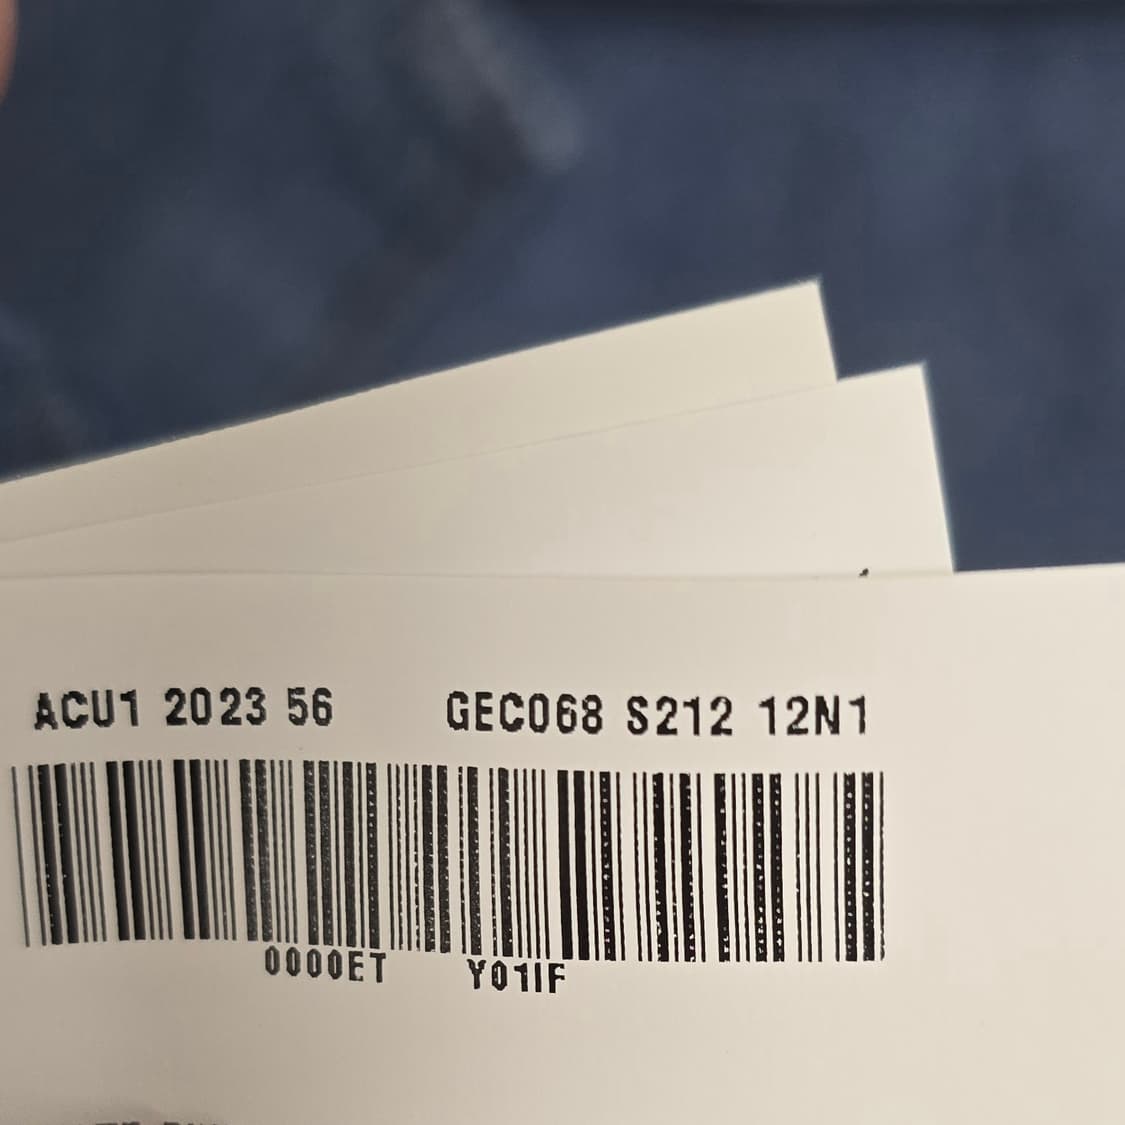 ACU1 2023 56 GEC068 S212 12N1
0000ET Y01IF